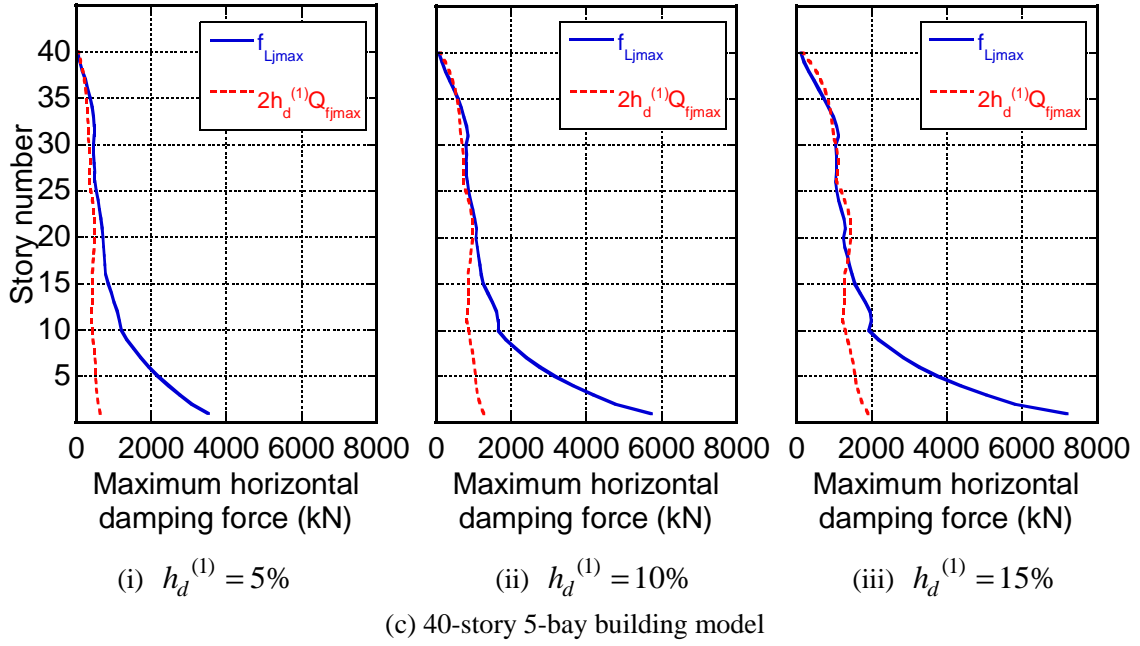 Story number
40
35
30
25
20
15
10
5
f_Ljmax
2h_d^(1)Q_fjmax
0 2000 4000 6000 8000
Maximum horizontal
damping force (kN)
(i) h_d^(1) = 5%
f_Ljmax
2h_d^(1)Q_fjmax
0 2000 4000 6000 8000
Maximum horizontal
damping force (kN)
(ii) h_d^(1) = 10%
f_Ljmax
2h_d^(1)Q_fjmax
0 2000 4000 6000 8000
Maximum horizontal
damping force (kN)
(iii) h_d^(1) = 15%
(c) 40-story 5-bay building model